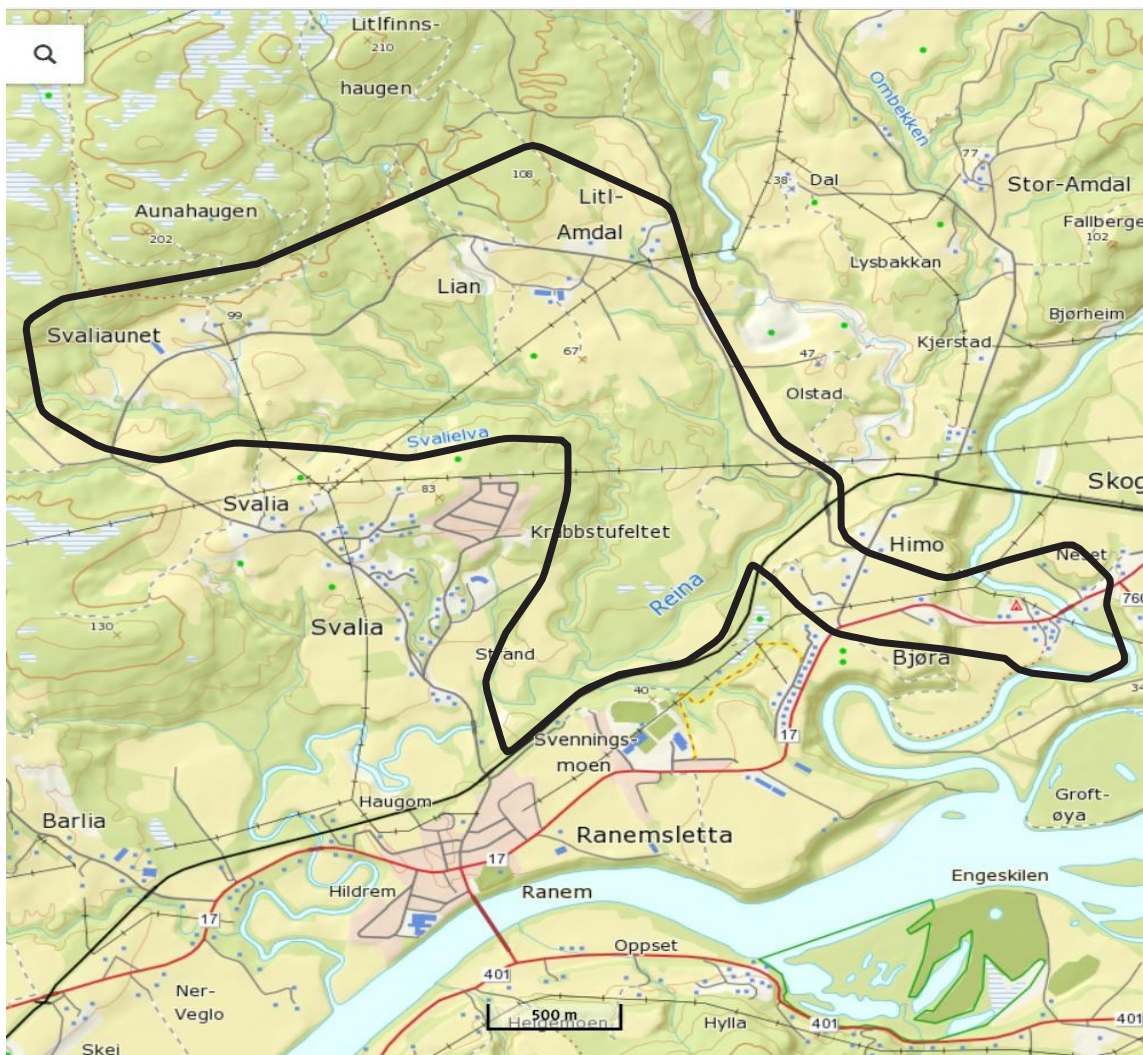 Litlfinns-
210
haugen
Ombekken
77
108
38
Dal
Stor-Amdal
Litl-
Amdal
Aunahaugen
202
Fallberge
102
Lysbakkan
Lian
99
Svaliaunet
Bjørheim
67
47
Kjerstad
Olstad
Svalielva
83
Svalia
Skog
Krabbstufeltet
Himo
Neset
Reina
760
130
Svalia
Strand
Bjøra
40
34
17
Svennings-
moen
Haugom
Groft-
øya
Barlia
Ranemsletta
17
Hildrem
Ranem
Engeskilen
17
Oppset
401
Ner-
Veglo
500 m
Helgemoen
Hylla
401
401
Skei